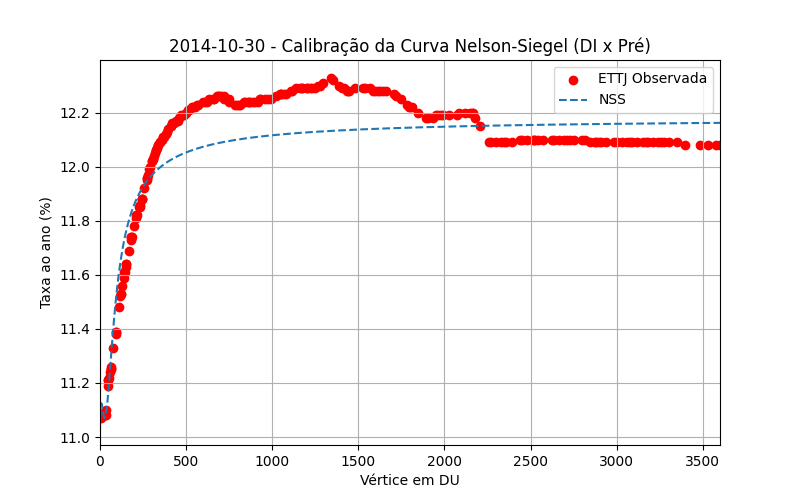 2014-10-30 - Calibração da Curva Nelson-Siegel (DI x Pré)
ETTJ Observada
NSS
Taxa ao ano (%)
12.2
12.0
11.8
11.6
11.4
11.2
11.0
0 500 1000 1500 2000 2500 3000 3500
Vértice em DU